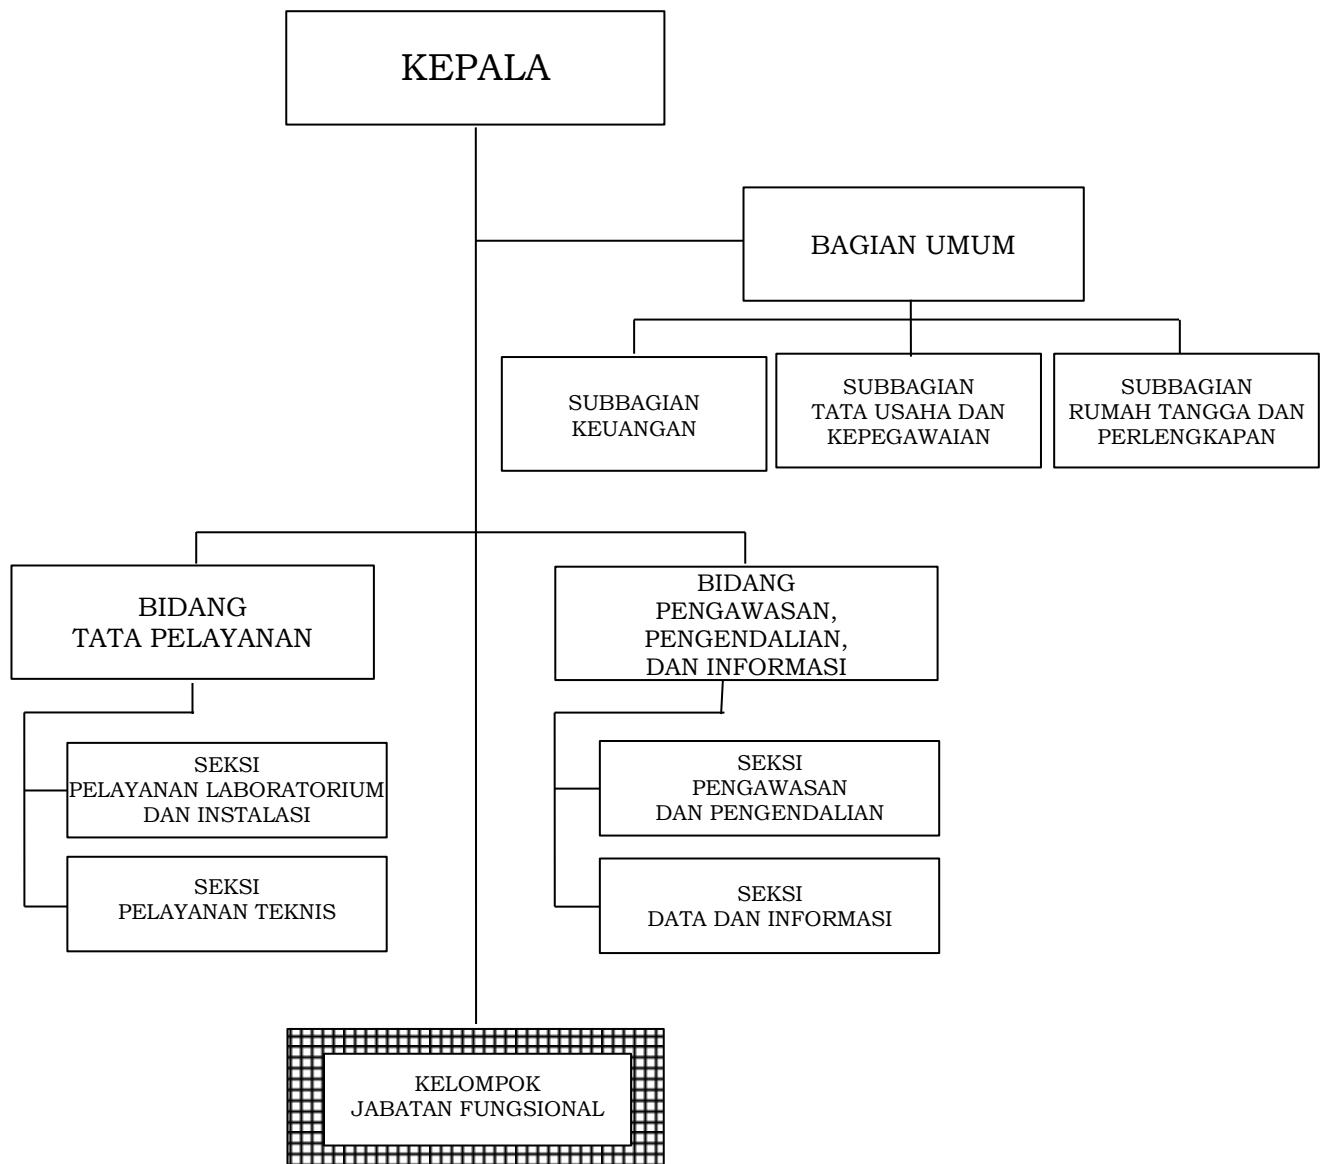 KEPALA
BAGIAN UMUM
SUBBAGIAN
KEUANGAN
SUBBAGIAN
TATA USAHA DAN
KEPEGAWAIAN
SUBBAGIAN
RUMAH TANGGA DAN
PERLENGKAPAN
BIDANG
TATA PELAYANAN
BIDANG
PENGAWASAN,
PENGENDALIAN,
DAN INFORMASI
SEKSI
PELAYANAN LABORATORIUM
DAN INSTALASI
SEKSI
PELAYANAN TEKNIS
SEKSI
PENGAWASAN
DAN PENGENDALIAN
SEKSI
DATA DAN INFORMASI
KELOMPOK
JABATAN FUNGSIONAL